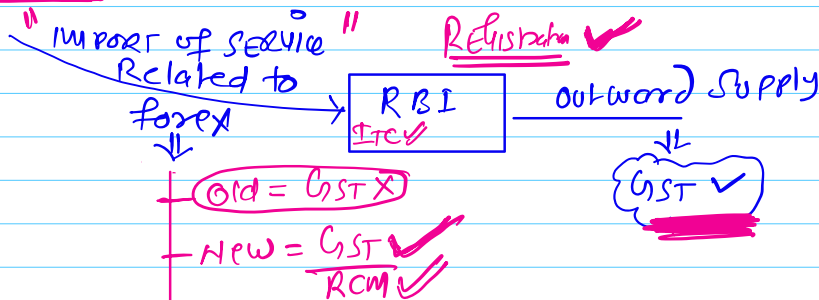 "IMPORT of SERVICE"
Related to
forex
Registration ✓
RBI
ITC✓
outword Supply
GST ✓
Old = GST X
New = GST ✓
RCM ✓